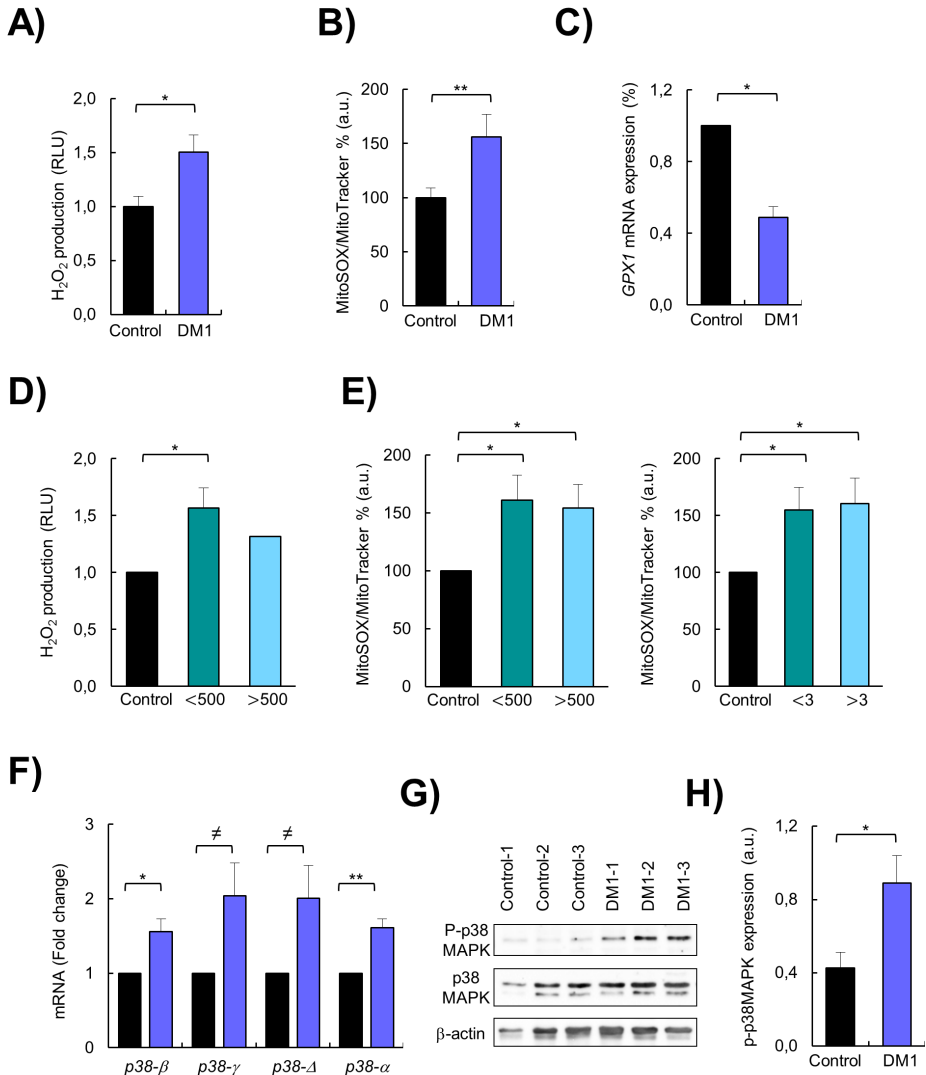 A)
B)
C)
H2O2 production (RLU)
2,0
1,5
1,0
0,5
0,0
*
Control
DM1
MitoSOX/MitoTracker % (a.u.)
200
150
100
50
0
**
Control
DM1
GPX1 mRNA expression (%)
1,2
0,8
0,4
0,0
*
Control
DM1
D)
E)
H2O2 production (RLU)
2,0
1,5
1,0
0,5
0,0
*
Control
<500
>500
MitoSOX/MitoTracker % (a.u.)
200
150
100
50
0
*
*
Control
<500
>500
MitoSOX/MitoTracker % (a.u.)
200
150
100
50
0
*
*
Control
<3
>3
F)
G)
H)
mRNA (Fold change)
3
2
1
0
*
≠
≠
**
p38-β
p38-γ
p38-Δ
p38-α
Control-1
Control-2
Control-3
DM1-1
DM1-2
DM1-3
P-p38
MAPK
p38
MAPK
β-actin
p-p38MAPK expression (a.u.)
1,2
0,8
0,4
0,0
*
Control
DM1